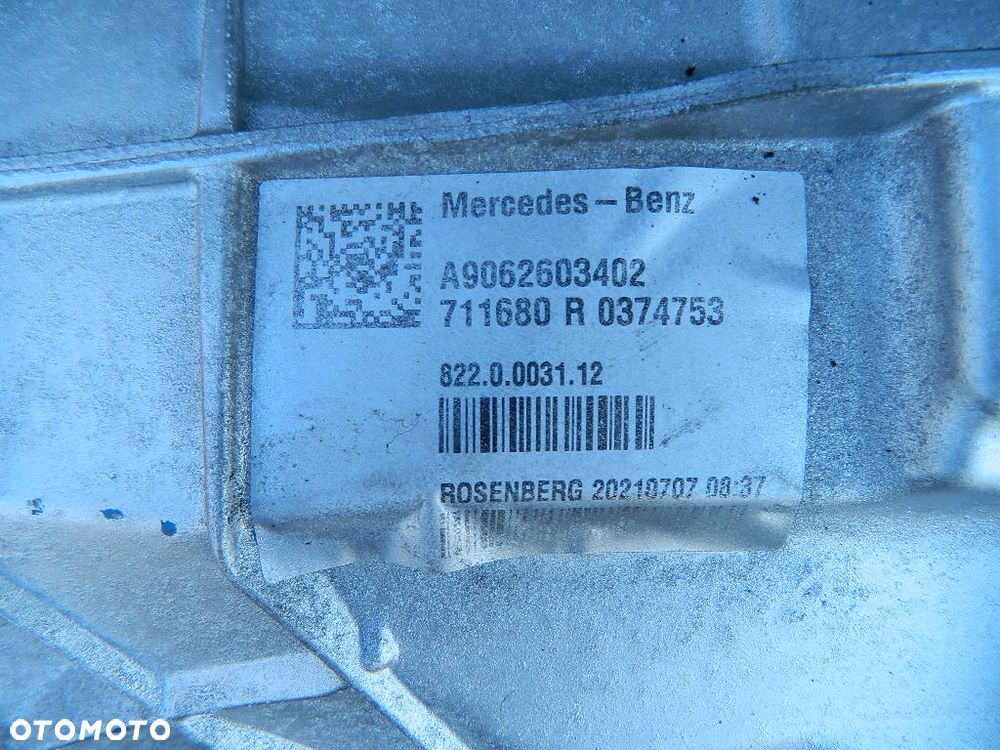 Mercedes-Benz
A9062603402
711680 R 0374753
822.0.0031.12
ROSENBERG 20210707 08:37
OTOMOTO